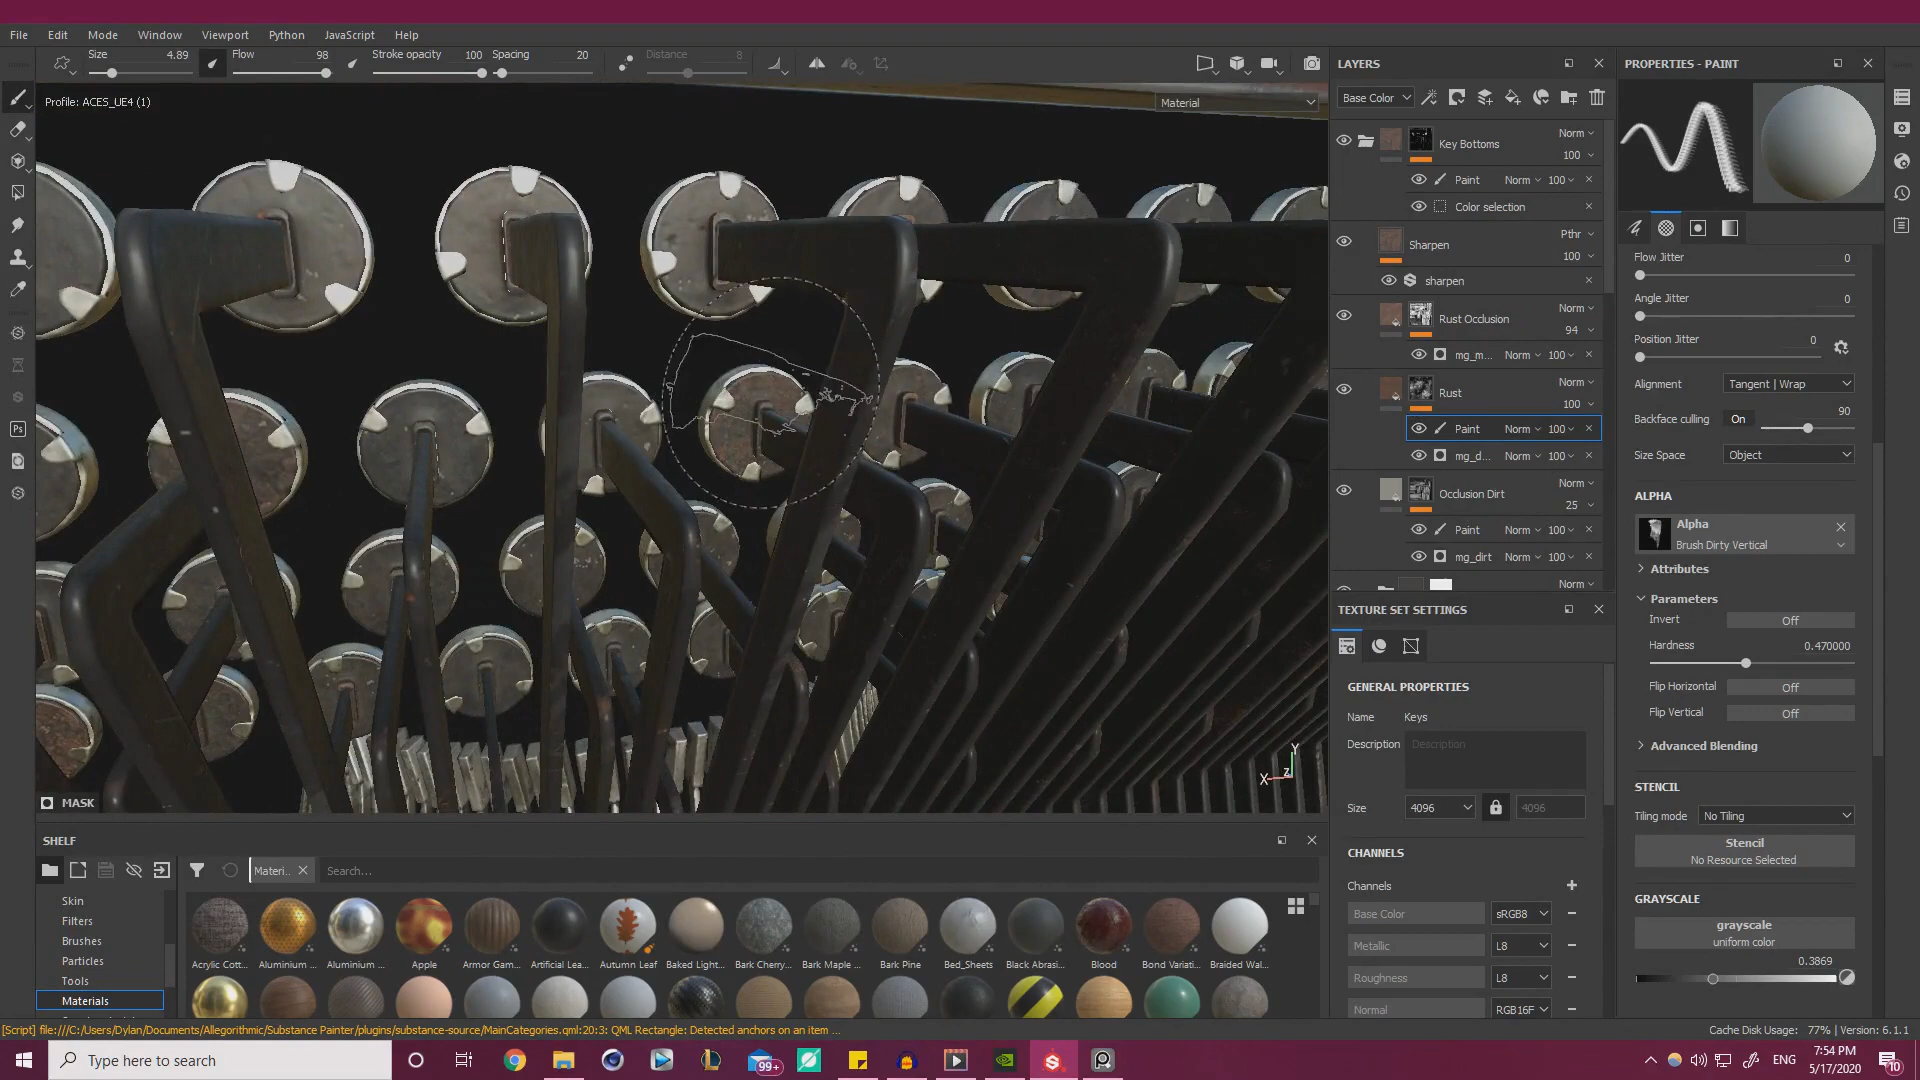 File Edit Mode Window Viewport Python JavaScript Help
Size 4.89 Flow 98 Stroke opacity 100 Spacing 20 Distance 8
Profile: ACES_UE4 (1)
Material
MASK
Y
X
Z
LAYERS
Base Color
Key Bottoms Norm
100
Paint Norm 100
Color selection
Sharpen Pthr
100
sharpen
Rust Occlusion Norm
94
mg_m... Norm 100
Rust Norm
100
Paint Norm 100
mg_d... Norm 100
Occlusion Dirt Norm
25
Paint Norm 100
mg_dirt Norm 100
Norm
TEXTURE SET SETTINGS
GENERAL PROPERTIES
Name Keys
Description Description
Size 4096 4096
CHANNELS
Channels
Base Color sRGB8
Metallic L8
Roughness L8
Normal RGB16F
PROPERTIES - PAINT
Flow Jitter 0
Angle Jitter 0
Position Jitter 0
Alignment Tangent | Wrap
Backface culling On 90
Size Space Object
ALPHA
Alpha
Brush Dirty Vertical
Attributes
Parameters
Invert Off
Hardness 0.470000
Flip Horizontal Off
Flip Vertical Off
Advanced Blending
STENCIL
Tiling mode No Tiling
Stencil
No Resource Selected
GRAYSCALE
grayscale
uniform color
0.3869
SHELF
Materi.. Search...
Skin
Filters
Brushes
Particles
Tools
Materials
Acrylic Cott... Aluminium ... Aluminium ... Apple Armor Gam... Artificial Lea... Autumn Leaf Baked Light... Bark Cherry... Bark Maple ... Bark Pine Bed_Sheets Black Abrasi... Blood Bond Variati... Braided Wal...
[Script] file:///C:/Users/Dylan/Documents/Allegorithmic/Substance Painter/plugins/substance-source/MainCategories.qml:20:3: QML Rectangle: Detected anchors on an item ...
Cache Disk Usage: 77% | Version: 6.1.1
Type here to search
99+
Ps
ENG
7:54 PM
5/17/2020
10